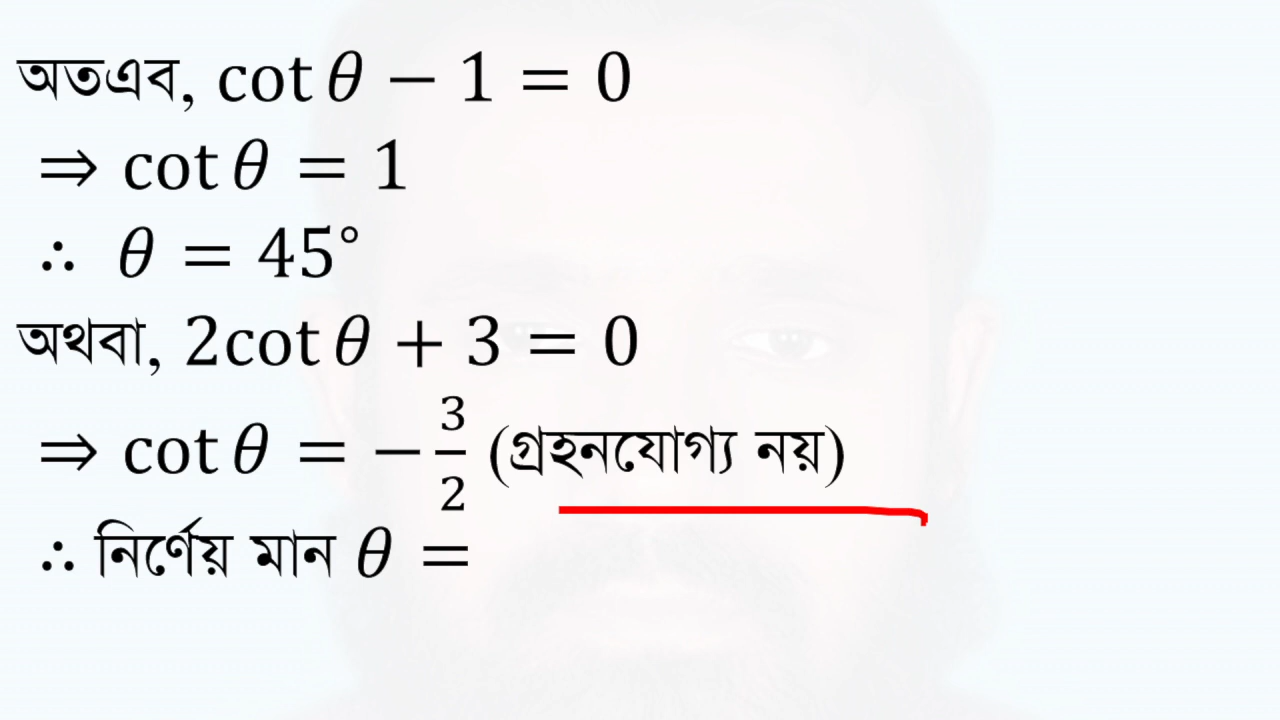 অতএব, cot θ − 1 = 0
⇒ cot θ = 1
∴ θ = 45°
অথবা, 2cot θ + 3 = 0
⇒ cot θ = −3/2 (গ্রহনযোগ্য নয়)
∴ নির্ণেয় মান θ =